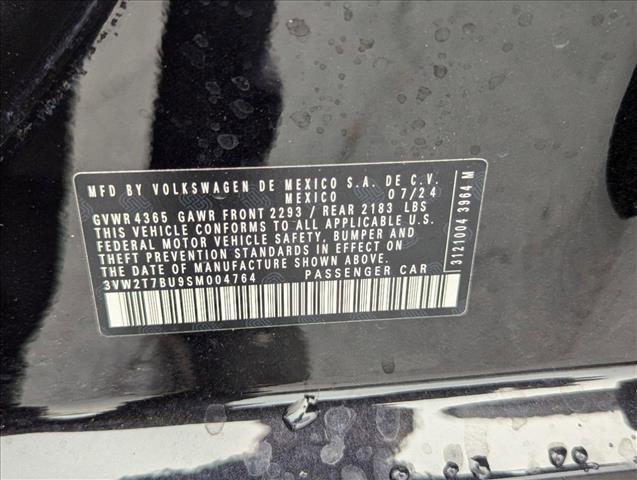 MFD BY VOLKSWAGEN DE MEXICO S.A. DE C.V.
MEXICO 07/24
GVWR 4365 GAWR FRONT 2293 / REAR 2183 LBS
THIS VEHICLE CONFORMS TO ALL APPLICABLE U.S.
FEDERAL MOTOR VEHICLE SAFETY, BUMPER AND
THEFT PREVENTION STANDARDS IN EFFECT ON
THE DATE OF MANUFACTURE SHOWN ABOVE.
3VW2T7BU9SM004764 PASSENGER CAR
3121004 3964 M